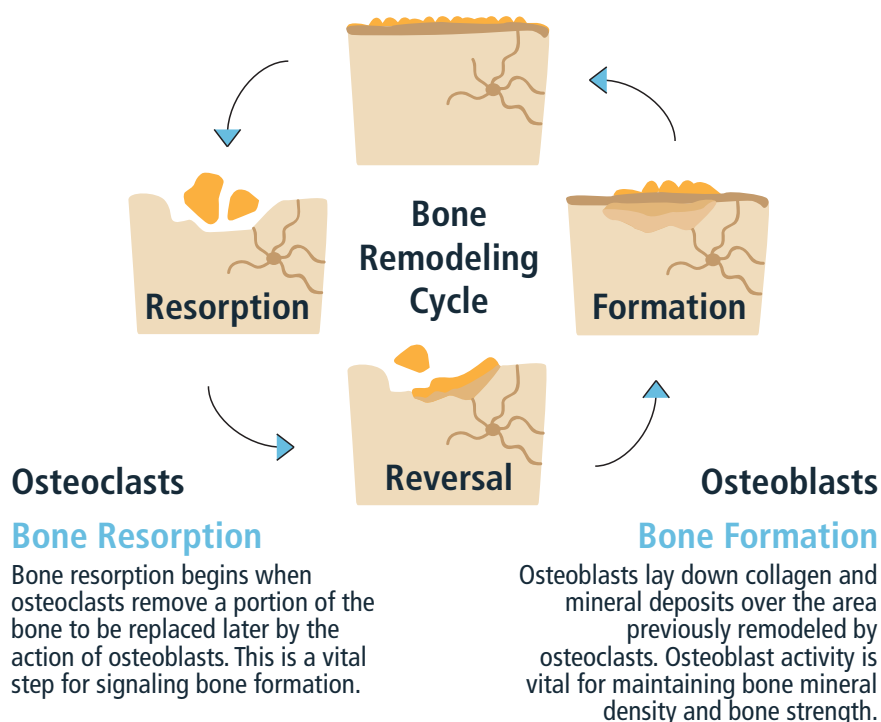 Bone
Remodeling
Cycle
Resorption
Formation
Reversal
Osteoclasts
Bone Resorption
Bone resorption begins when
osteoclasts remove a portion of the
bone to be replaced later by the
action of osteoblasts. This is a vital
step for signaling bone formation.
Osteoblasts
Bone Formation
Osteoblasts lay down collagen and
mineral deposits over the area
previously remodeled by
osteoclasts. Osteoblast activity is
vital for maintaining bone mineral
density and bone strength.